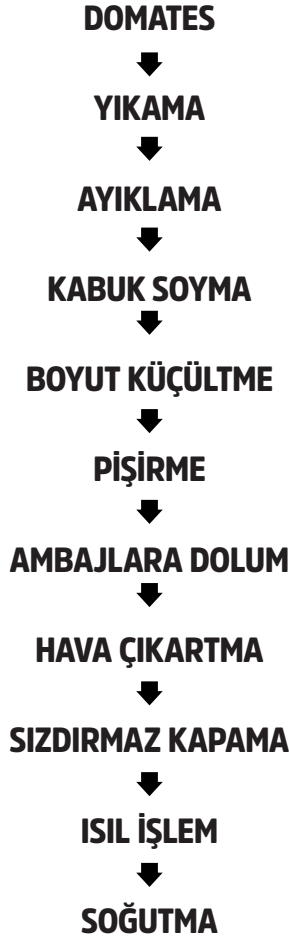 DOMATES
YIKAMA
AYIKLAMA
KABUK SOYMA
BOYUT KÜÇÜLTME
PİŞİRME
AMBAJLARA DOLUM
HAVA ÇIKARTMA
SIZDIRMAZ KAPAMA
ISIL İŞLEM
SOĞUTMA